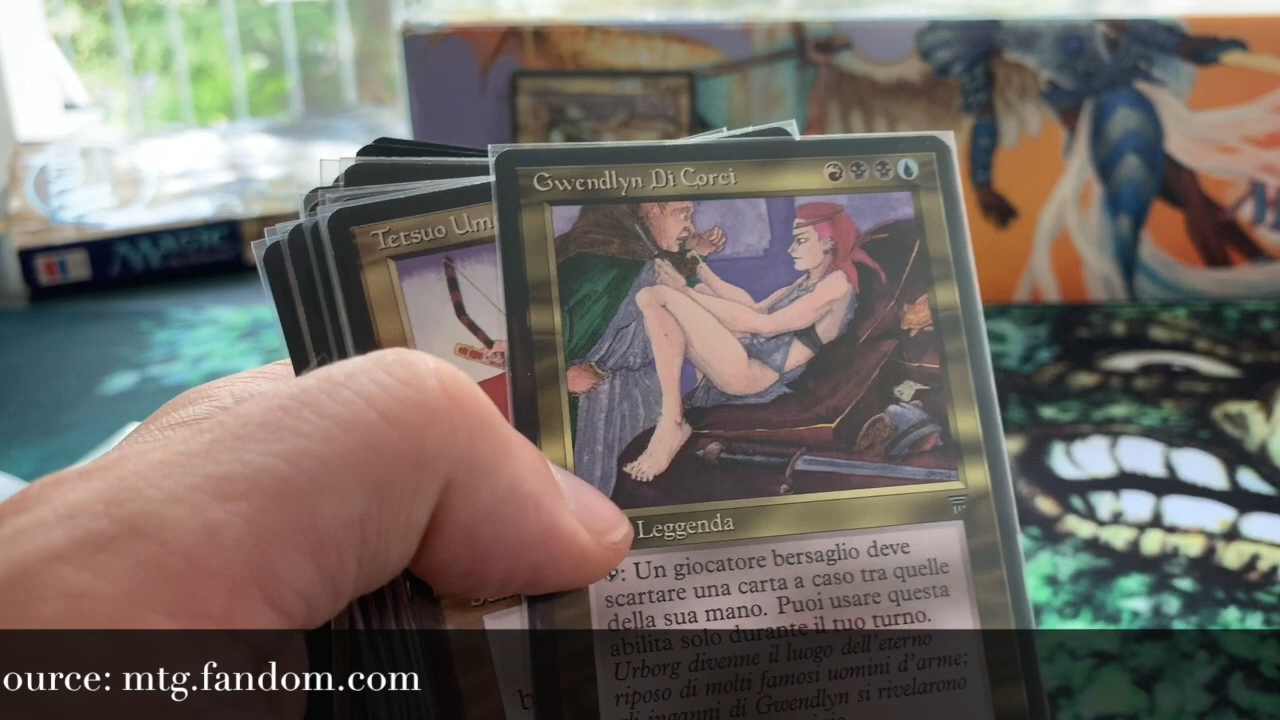 MAGIC
Tetsuo Um
Gwendlyn Di Corci
Leggenda
: Un giocatore bersaglio deve
scartare una carta a caso tra quelle
della sua mano. Puoi usare questa
abilità solo durante il tuo turno.
Urborg divenne il luogo dell'eterno
riposo di molti famosi uomini d'arme;
inganni di Gwendlyn si rivelarono
ource: mtg.fandom.com